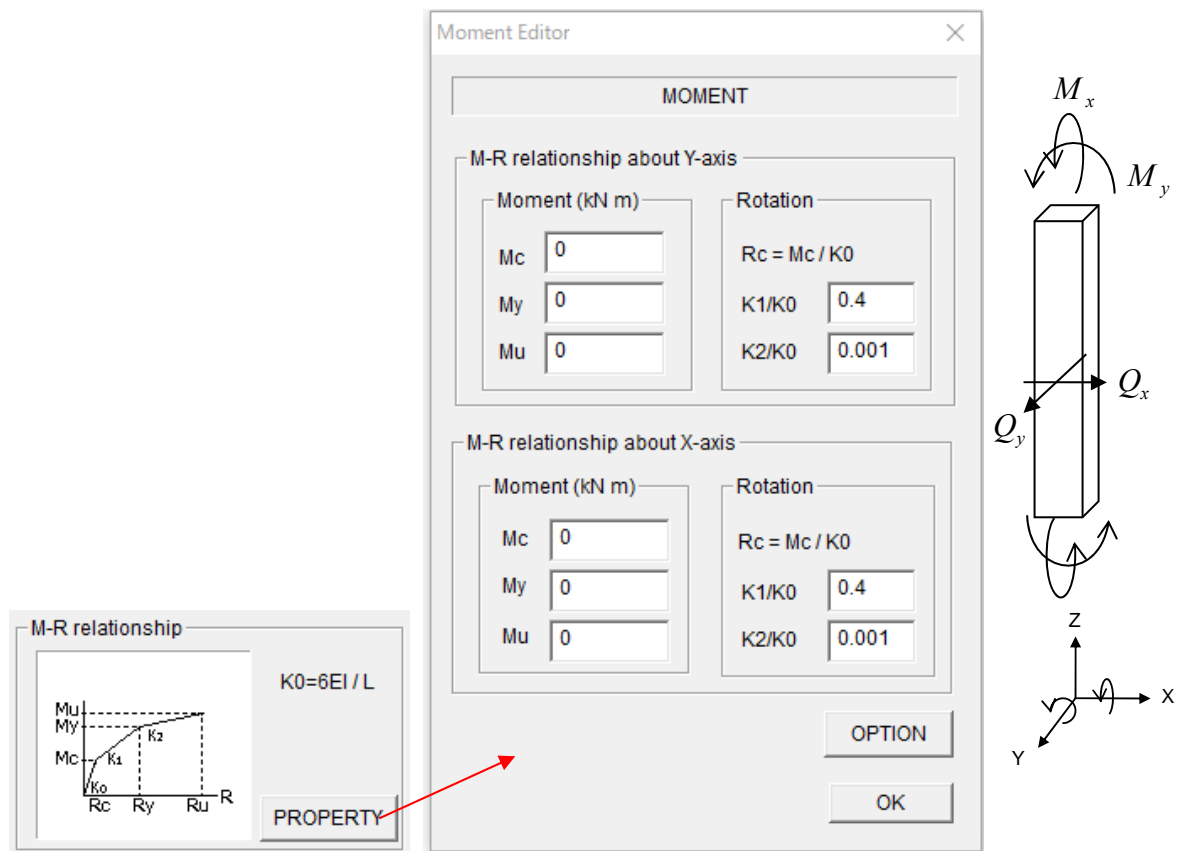 Moment Editor
MOMENT
M-R relationship about Y-axis
Moment (kN m)
Mc 0
My 0
Mu 0
Rotation
Rc = Mc / K0
K1/K0 0.4
K2/K0 0.001
M-R relationship about X-axis
Moment (kN m)
Mc 0
My 0
Mu 0
Rotation
Rc = Mc / K0
K1/K0 0.4
K2/K0 0.001
OPTION
OK
M-R relationship
K0=6EI / L
Mu
My
Mc
K0
K1
K2
Rc Ry Ru R
PROPERTY
Mx
My
Qx
Qy
Z
X
Y